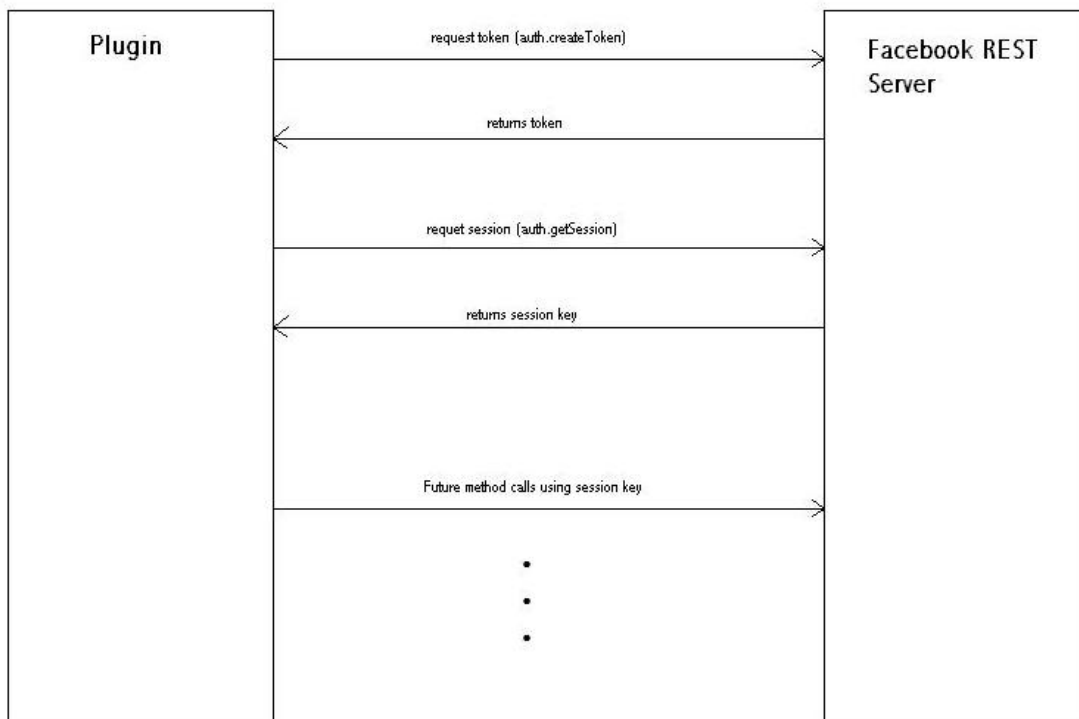 Plugin
request token (auth.createToken)
Facebook REST
Server
returns token
requet session (auth.getSession)
returns session key
Future method calls using session key